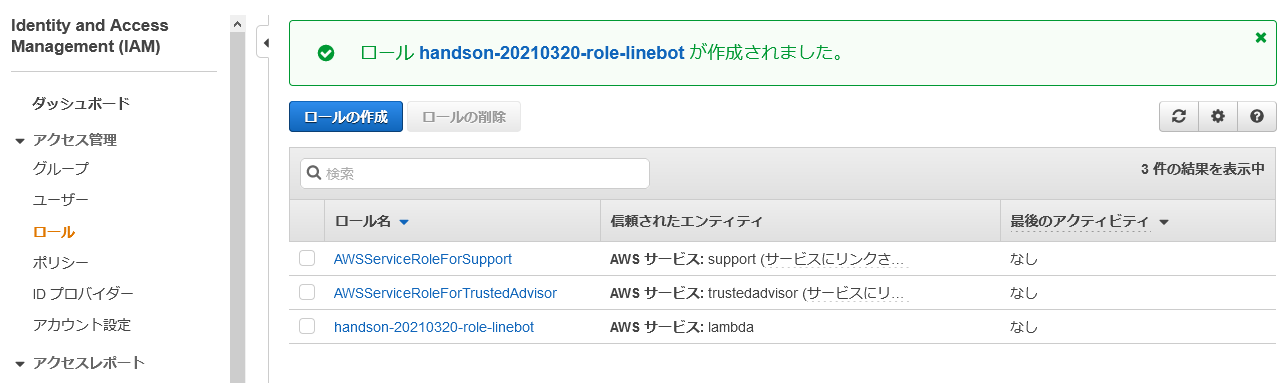 Identity and Access
Management (IAM)
ダッシュボード
アクセス管理
グループ
ユーザー
ロール
ポリシー
ID プロバイダー
アカウント設定
アクセスレポート
ロール handson-20210320-role-linebot が作成されました。
ロールの作成 ロールの削除
検索
3 件の結果を表示中
ロール名 信頼されたエンティティ 最後のアクティビティ
AWSServiceRoleForSupport AWS サービス: support (サービスにリンクさ... なし
AWSServiceRoleForTrustedAdvisor AWS サービス: trustedadvisor (サービスにリ... なし
handson-20210320-role-linebot AWS サービス: lambda なし